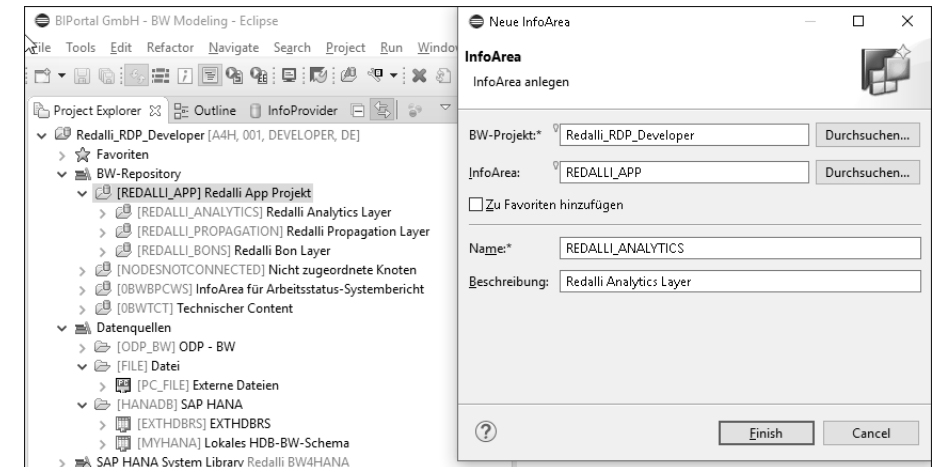 BIPortal GmbH - BW Modeling - Eclipse
File Tools Edit Refactor Navigate Search Project Run
Project Explorer Outline InfoProvider
Redalli_RDP_Developer [A4H, 001, DEVELOPER, DE]
Favoriten
BW-Repository
[REDALLI_APP] Redalli App Projekt
[REDALLI_ANALYTICS] Redalli Analytics Layer
[REDALLI_PROPAGATION] Redalli Propagation Layer
[REDALLI_BONS] Redalli Bon Layer
[NODESNOTCONNECTED] Nicht zugeordnete Knoten
[0BWBPCWS] InfoArea für Arbeitsstatus-Systembericht
[0BWTCT] Technischer Content
Datenquellen
[ODP_BW] ODP - BW
[FILE] Datei
[PC_FILE] Externe Dateien
[HANADB] SAP HANA
[EXTHDBRS] EXTHDBRS
[MYHANA] Lokales HDB-BW-Schema
SAP HANA System Library Redalli BW4HANA
Neue InfoArea
InfoArea
InfoArea anlegen
BW-Projekt:* Redalli_RDP_Developer Durchsuchen...
InfoArea: REDALLI_APP Durchsuchen...
Zu Favoriten hinzufügen
Name:* REDALLI_ANALYTICS
Beschreibung: Redalli Analytics Layer
Finish Cancel